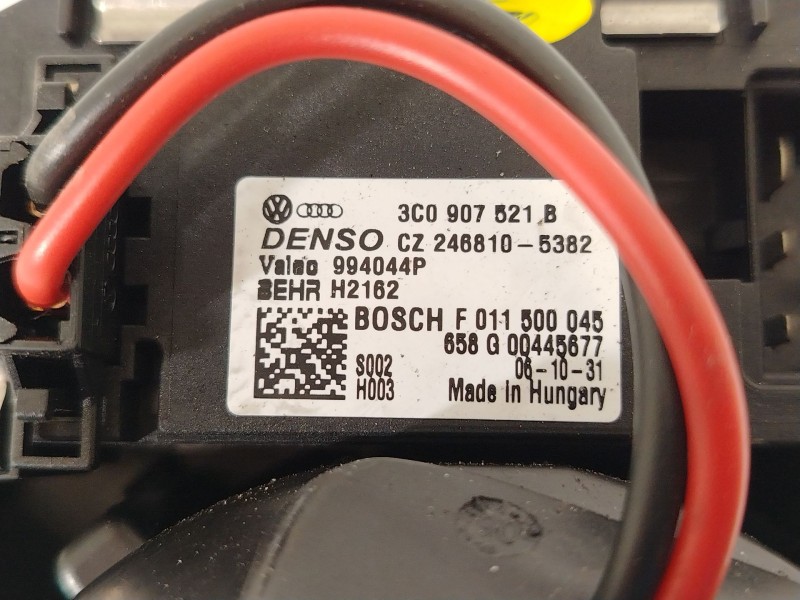 3C0 907 521 B
DENSO CZ 246810-5382
Valeo 994044P
BEHR H2162
BOSCH F 011 500 045
658 G 00445677
S002 06-10-31
H003 Made in Hungary